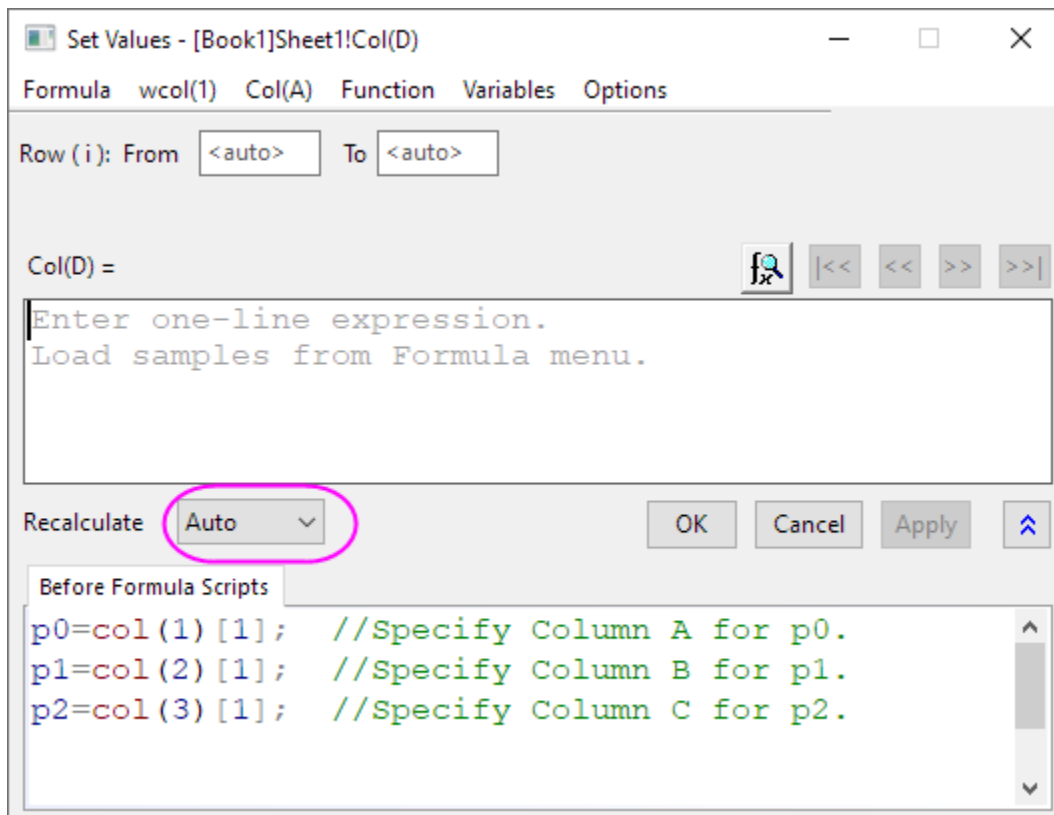 Set Values - [Book1]Sheet1!Col(D)
Formula wcol(1) Col(A) Function Variables Options
Row ( i ): From <auto> To <auto>
Col(D) = |<< << >> >>|
Enter one-line expression.
Load samples from Formula menu.
Recalculate Auto OK Cancel Apply
Before Formula Scripts
p0=col(1)[1]; //Specify Column A for p0.
p1=col(2)[1]; //Specify Column B for p1.
p2=col(3)[1]; //Specify Column C for p2.